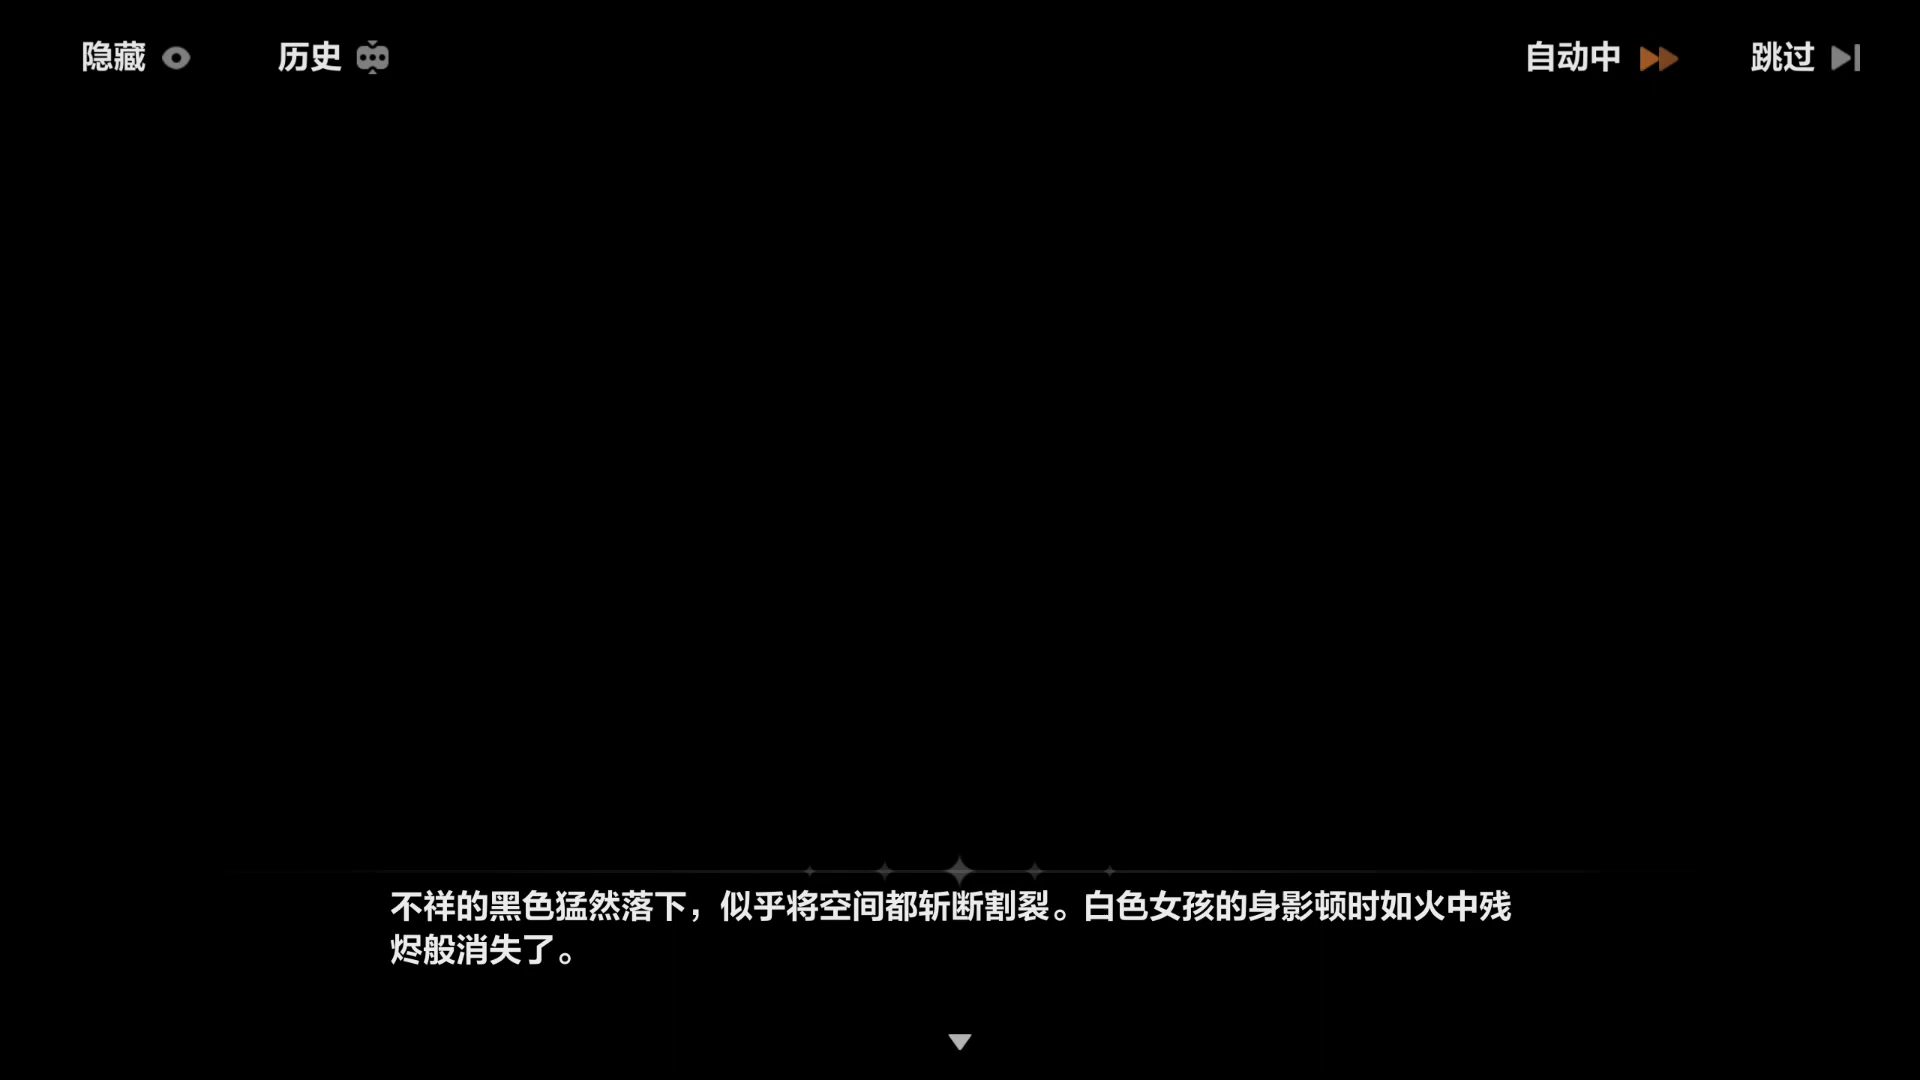 隐藏
历史
自动中
跳过
不祥的黑色猛然落下，似乎将空间都斩断割裂。白色女孩的身影顿时如火中残
烬般消失了。